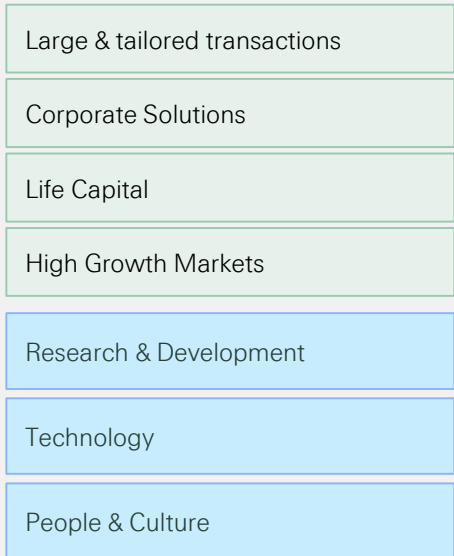 Large & tailored transactions
Corporate Solutions
Life Capital
High Growth Markets
Research & Development
Technology
People & Culture